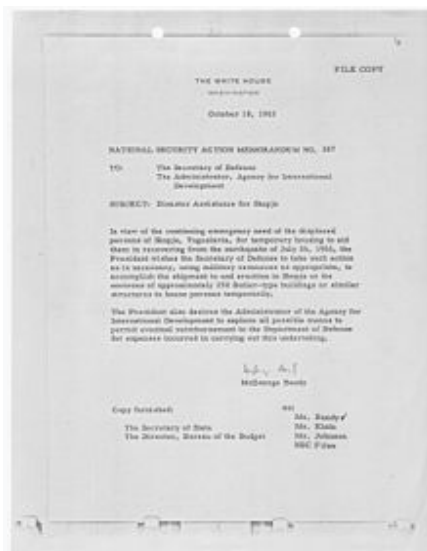 FILE COPY
THE WHITE HOUSE
WASHINGTON
October 18, 1963
NATIONAL SECURITY ACTION MEMORANDUM NO. 267
TO: The Secretary of Defense
The Administrator, Agency for International
Development
SUBJECT: Disaster Assistance for Skopje
In view of the continuing emergency need of the displaced
persons of Skopje, Yugoslavia, for temporary housing to aid
them in recovering from the earthquake of July 26, 1963, the
President wishes the Secretary of Defense to take such action
as is necessary, using military resources as appropriate, to
accomplish the shipment to and erection in Skopje at the
earliest of approximately 250 Butler-type buildings or similar
structures to house persons temporarily.
The President also desires the Administrator of the Agency for
International Development to explore all possible means to
permit eventual reimbursement to the Department of Defense
for expenses incurred in carrying out this undertaking.
McGeorge Bundy
Copy furnished:
The Secretary of State
The Director, Bureau of the Budget
cc:
Mr. Bundy
Mr. Klein
Mr. Johnson
NSC Files